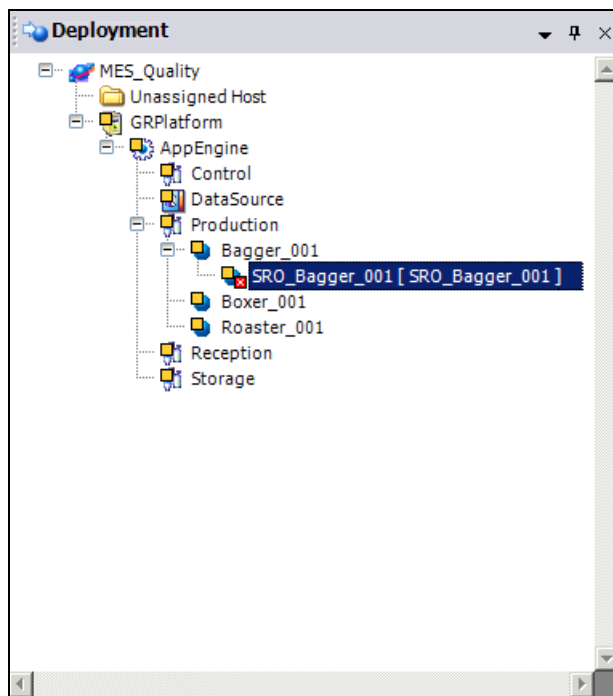 Deployment
MES_Quality
Unassigned Host
GRPlatform
AppEngine
Control
DataSource
Production
Bagger_001
SRO_Bagger_001 [ SRO_Bagger_001 ]
Boxer_001
Roaster_001
Reception
Storage